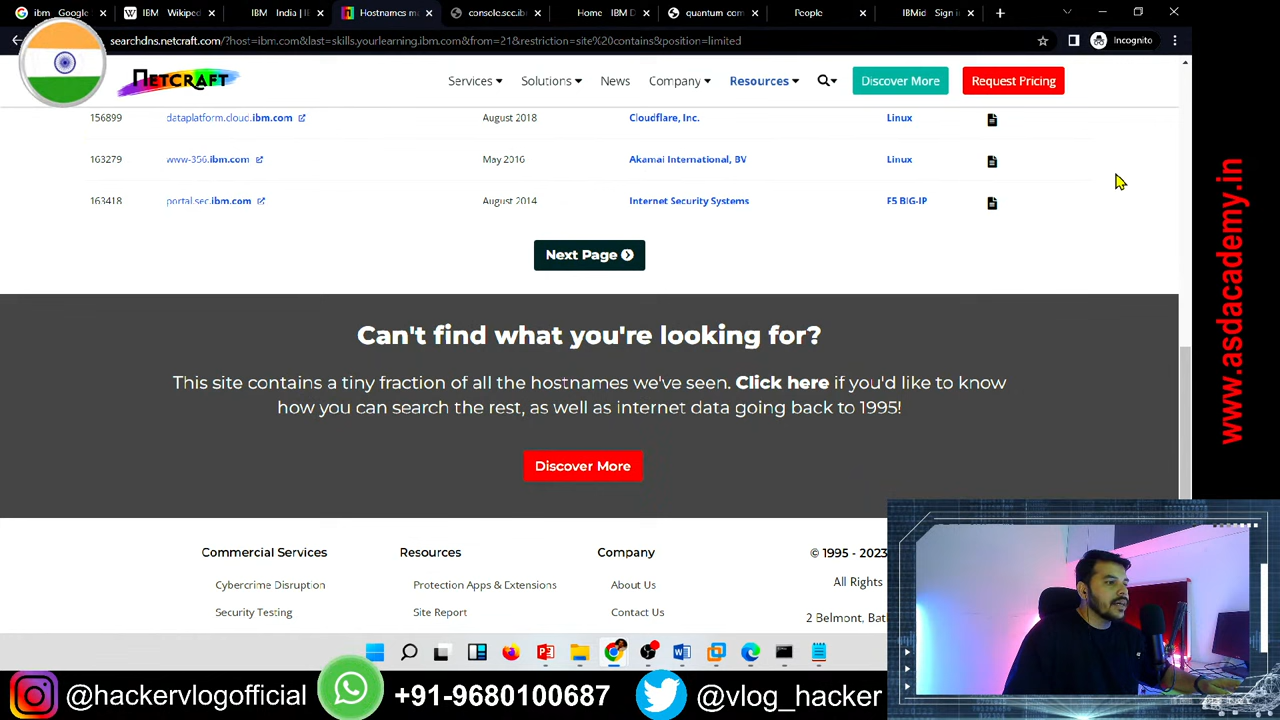 ibm - Google
IBM - Wikiped
IBM - India | IE
Hostnames ma
consolecsc.ibm
Home - IBM D
quantum-com
People
IBMid - Sign in
searchdns.netcraft.com/?host=ibm.com&last=skills.yourlearning.ibm.com&from=21&restriction=site%20contains&position=limited
Incognito
NETCRAFT
Services
Solutions
News
Company
Resources
Discover More
Request Pricing
156899 dataplatform.cloud.ibm.com August 2018 Cloudflare, Inc. Linux
163279 www-356.ibm.com May 2016 Akamai International, BV Linux
163418 portal.sec.ibm.com August 2014 Internet Security Systems F5 BIG-IP
Next Page
Can't find what you're looking for?
This site contains a tiny fraction of all the hostnames we've seen. Click here if you'd like to know
how you can search the rest, as well as internet data going back to 1995!
Discover More
Commercial Services
Cybercrime Disruption
Security Testing
Resources
Protection Apps & Extensions
Site Report
Company
About Us
Contact Us
© 1995 - 2023
All Rights
2 Belmont, Bat
www.asdacademy.in
@hackervlogofficial
+91-9680100687
@vlog_hacker